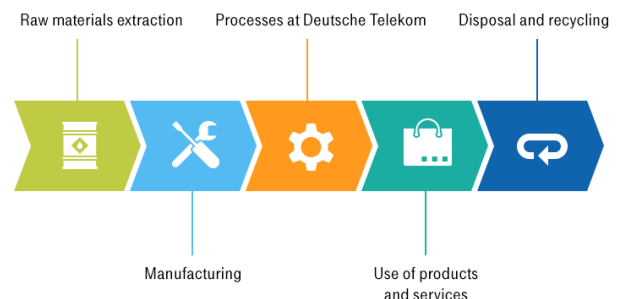 Raw materials extraction
Processes at Deutsche Telekom
Disposal and recycling
Manufacturing
Use of products
and services